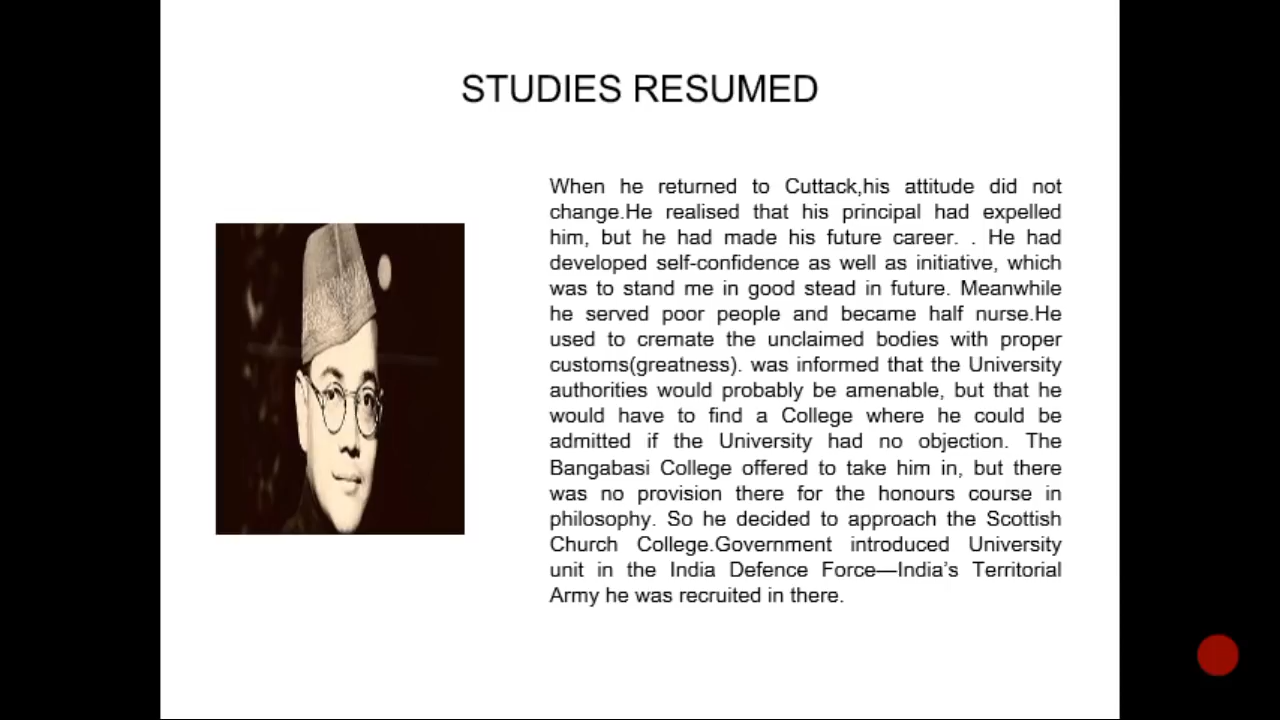 STUDIES RESUMED
When he returned to Cuttack,his attitude did not
change.He realised that his principal had expelled
him, but he had made his future career. . He had
developed self-confidence as well as initiative, which
was to stand me in good stead in future. Meanwhile
he served poor people and became half nurse.He
used to cremate the unclaimed bodies with proper
customs(greatness). was informed that the University
authorities would probably be amenable, but that he
would have to find a College where he could be
admitted if the University had no objection. The
Bangabasi College offered to take him in, but there
was no provision there for the honours course in
philosophy. So he decided to approach the Scottish
Church College.Government introduced University
unit in the India Defence Force—India’s Territorial
Army he was recruited in there.